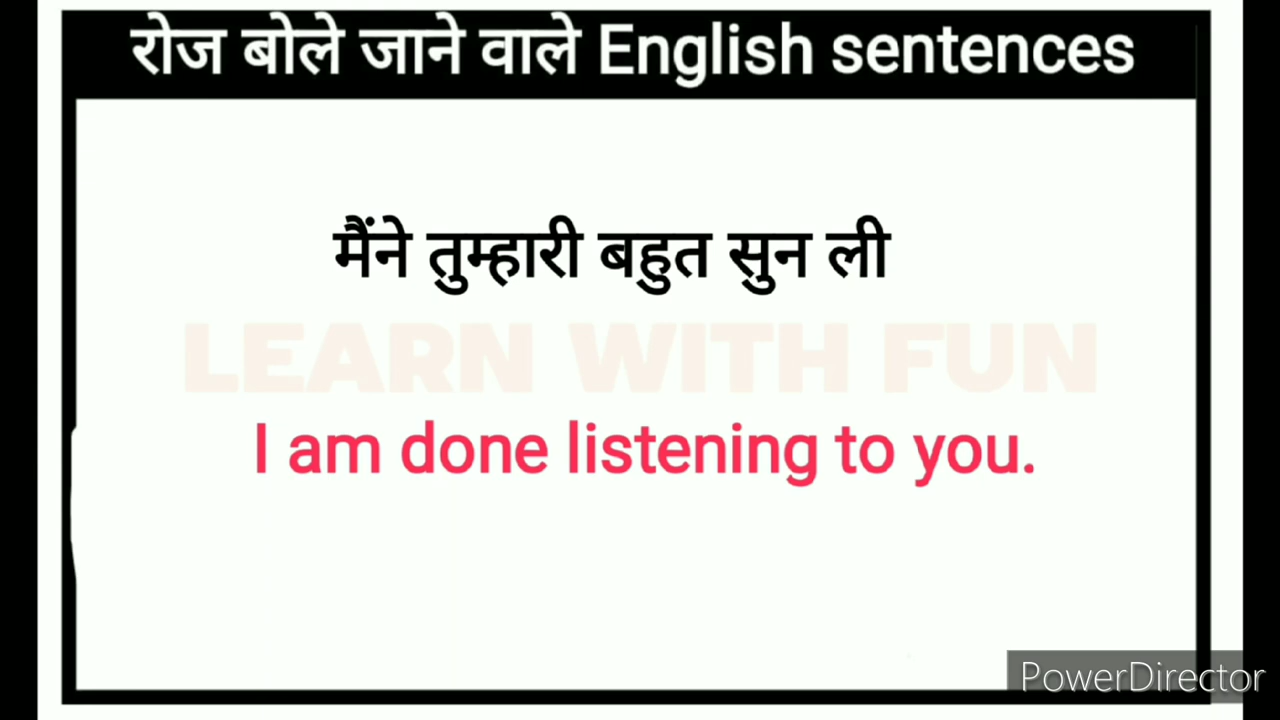 रोज बोले जाने वाले English sentences
मैंने तुम्हारी बहुत सुन ली
LEARN WITH FUN
I am done listening to you.
PowerDirector